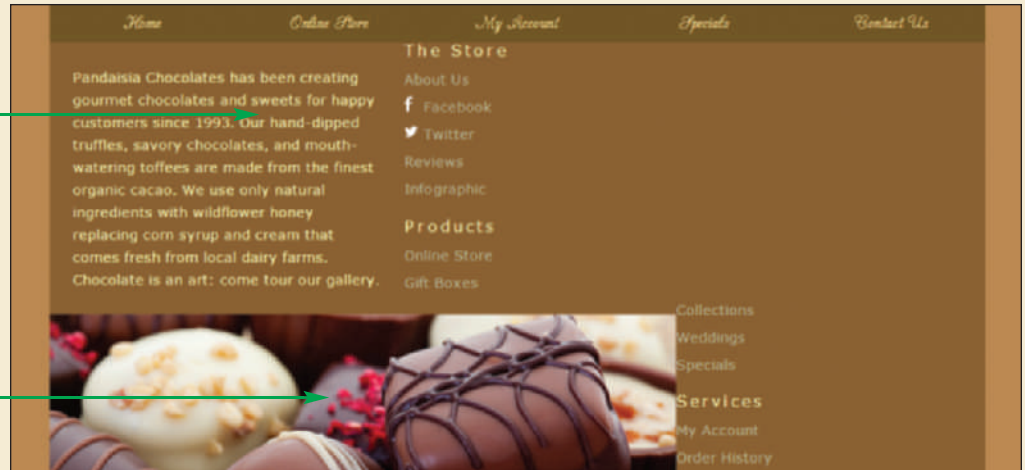 Home
Online Store
My Account
Specials
Contact Us
Pandaisia Chocolates has been creating
gourmet chocolates and sweets for happy
customers since 1993. Our hand-dipped
truffles, savory chocolates, and mouth-
watering toffees are made from the finest
organic cacao. We use only natural
ingredients with wildflower honey
replacing corn syrup and cream that
comes fresh from local dairy farms.
Chocolate is an art: come tour our gallery.
The Store
About Us
Facebook
Twitter
Reviews
Infographic
Products
Online Store
Gift Boxes
Collections
Weddings
Specials
Services
My Account
Order History